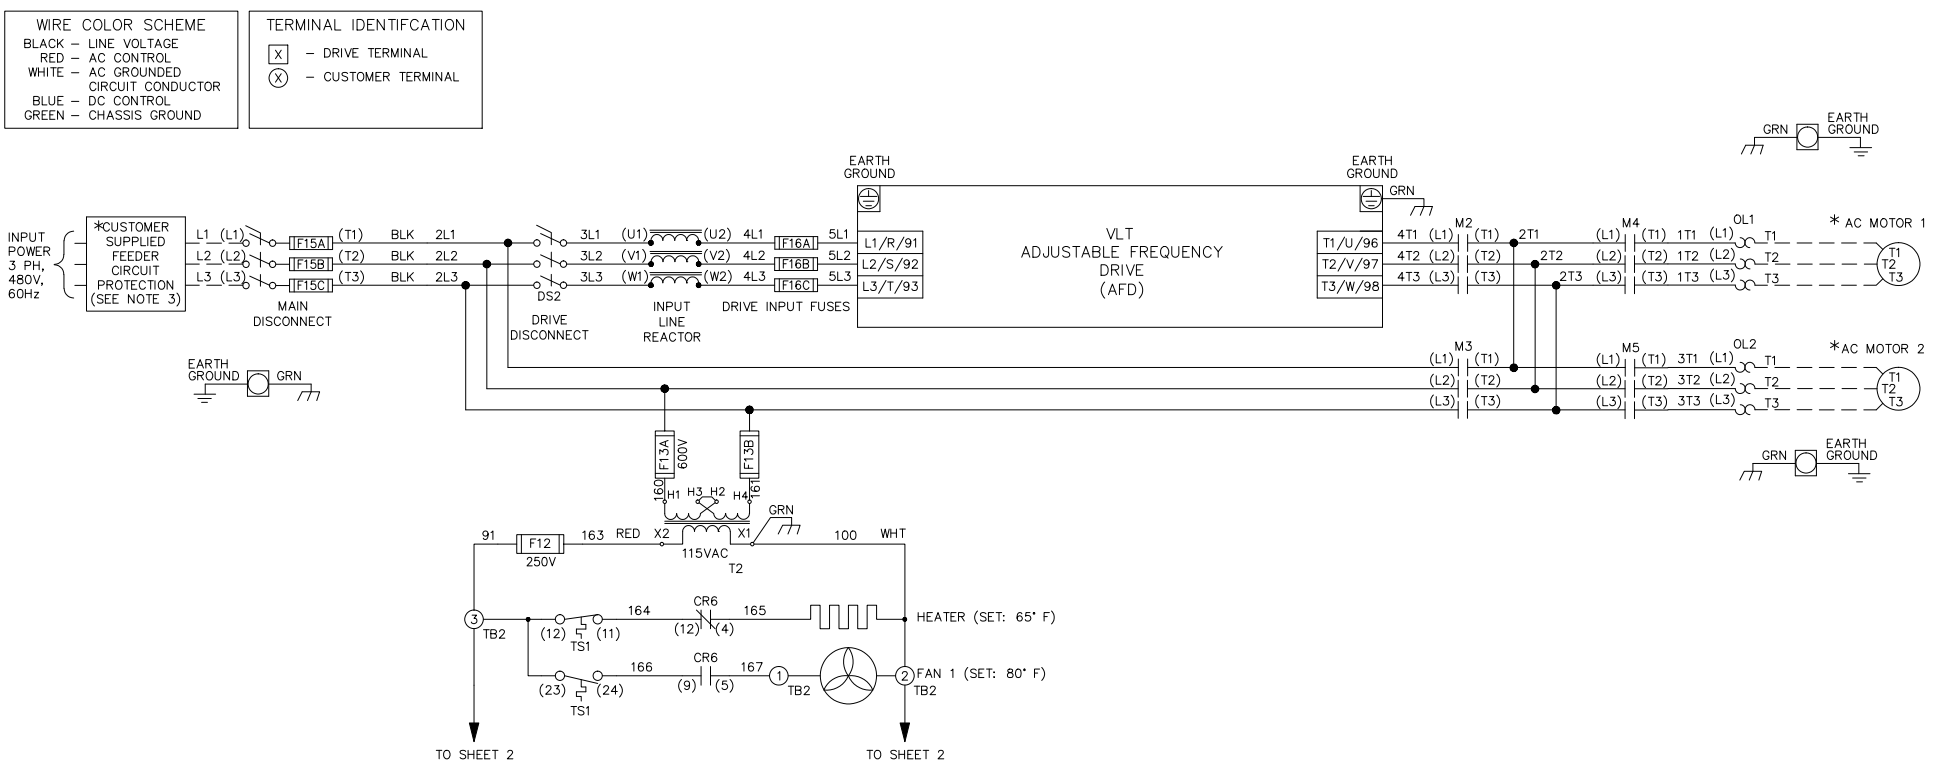 WIRE COLOR SCHEME
BLACK – LINE VOLTAGE
RED – AC CONTROL
WHITE – AC GROUNDED
CIRCUIT CONDUCTOR
BLUE – DC CONTROL
GREEN – CHASSIS GROUND
TERMINAL IDENTIFCATION
X – DRIVE TERMINAL
X – CUSTOMER TERMINAL
GRN
EARTH
GROUND
EARTH
GROUND
EARTH
GROUND
GRN
INPUT
POWER
3 PH,
480V,
60Hz
*CUSTOMER
SUPPLIED
FEEDER
CIRCUIT
PROTECTION
(SEE NOTE 3)
L1 (L1) F15A (T1) BLK 2L1 3L1 (U1) (U2) 4L1 F16A 5L1 L1/R/91
L2 (L2) F15B (T2) BLK 2L2 3L2 (V1) (V2) 4L2 F16B 5L2 L2/S/92
L3 (L3) F15C (T3) BLK 2L3 3L3 (W1) (W2) 4L3 F16C 5L3 L3/T/93
MAIN
DISCONNECT
DS2
DRIVE
DISCONNECT
INPUT
LINE
REACTOR
DRIVE INPUT FUSES
VLT
ADJUSTABLE FREQUENCY
DRIVE
(AFD)
M2 M4 OL1
T1/U/96 4T1 (L1) (T1) 2T1 (L1) (T1) 1T1 (L1) T1
T2/V/97 4T2 (L2) (T2) 2T2 (L2) (T2) 1T2 (L2) T2
T3/W/98 4T3 (L3) (T3) 2T3 (L3) (T3) 1T3 (L3) T3
* AC MOTOR 1
T1
T2
T3
EARTH
GROUND
GRN
M3 M5 OL2
(L1) (T1) (L1) (T1) 3T1 (L1) T1
(L2) (T2) (L2) (T2) 3T2 (L2) T2
(L3) (T3) (L3) (T3) 3T3 (L3) T3
*AC MOTOR 2
T1
T2
T3
GRN
EARTH
GROUND
F13A
600V
F13B
160
161
H1 H3 H2 H4
GRN
91 F12 163 RED X2 X1 100 WHT
250V
115VAC
T2
3
TB2
(12) (11)
TS1
164
CR6
(12) (4)
165
HEATER (SET: 65° F)
(23) (24)
TS1
166
CR6
(9) (5)
167
1
TB2
2
TB2
FAN 1 (SET: 80° F)
TO SHEET 2
TO SHEET 2